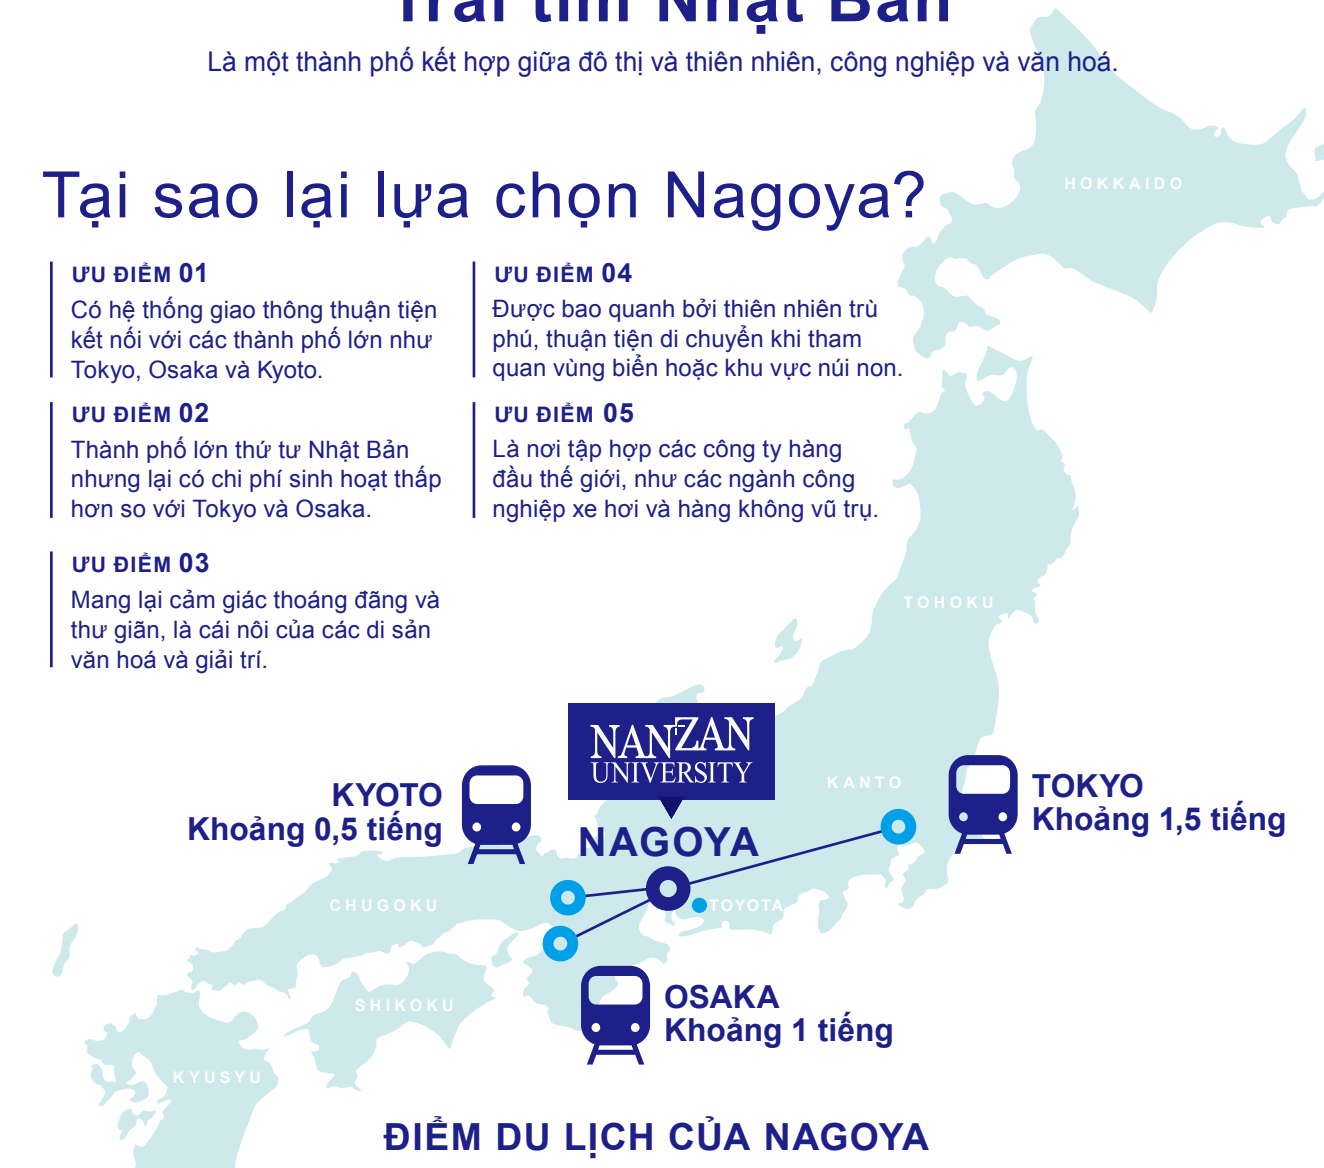 Trái tim Nhật Bản
Là một thành phố kết hợp giữa đô thị và thiên nhiên, công nghiệp và văn hoá.
Tại sao lại lựa chọn Nagoya?
ƯU ĐIỂM 01
Có hệ thống giao thông thuận tiện
kết nối với các thành phố lớn như
Tokyo, Osaka và Kyoto.
ƯU ĐIỂM 02
Thành phố lớn thứ tư Nhật Bản
nhưng lại có chi phí sinh hoạt thấp
hơn so với Tokyo và Osaka.
ƯU ĐIỂM 03
Mang lại cảm giác thoáng đãng và
thư giãn, là cái nôi của các di sản
văn hoá và giải trí.
ƯU ĐIỂM 04
Được bao quanh bởi thiên nhiên trù
phú, thuận tiện di chuyển khi tham
quan vùng biển hoặc khu vực núi non.
ƯU ĐIỂM 05
Là nơi tập hợp các công ty hàng
đầu thế giới, như các ngành công
nghiệp xe hơi và hàng không vũ trụ.
HOKKAIDO
TOHOKU
NANZAN
UNIVERSITY
KANTO
KYOTO
Khoảng 0,5 tiếng
NAGOYA
TOKYO
Khoảng 1,5 tiếng
CHUGOKU
TOYOTA
SHIKOKU
OSAKA
Khoảng 1 tiếng
KYUSYU
ĐIỂM DU LỊCH CỦA NAGOYA